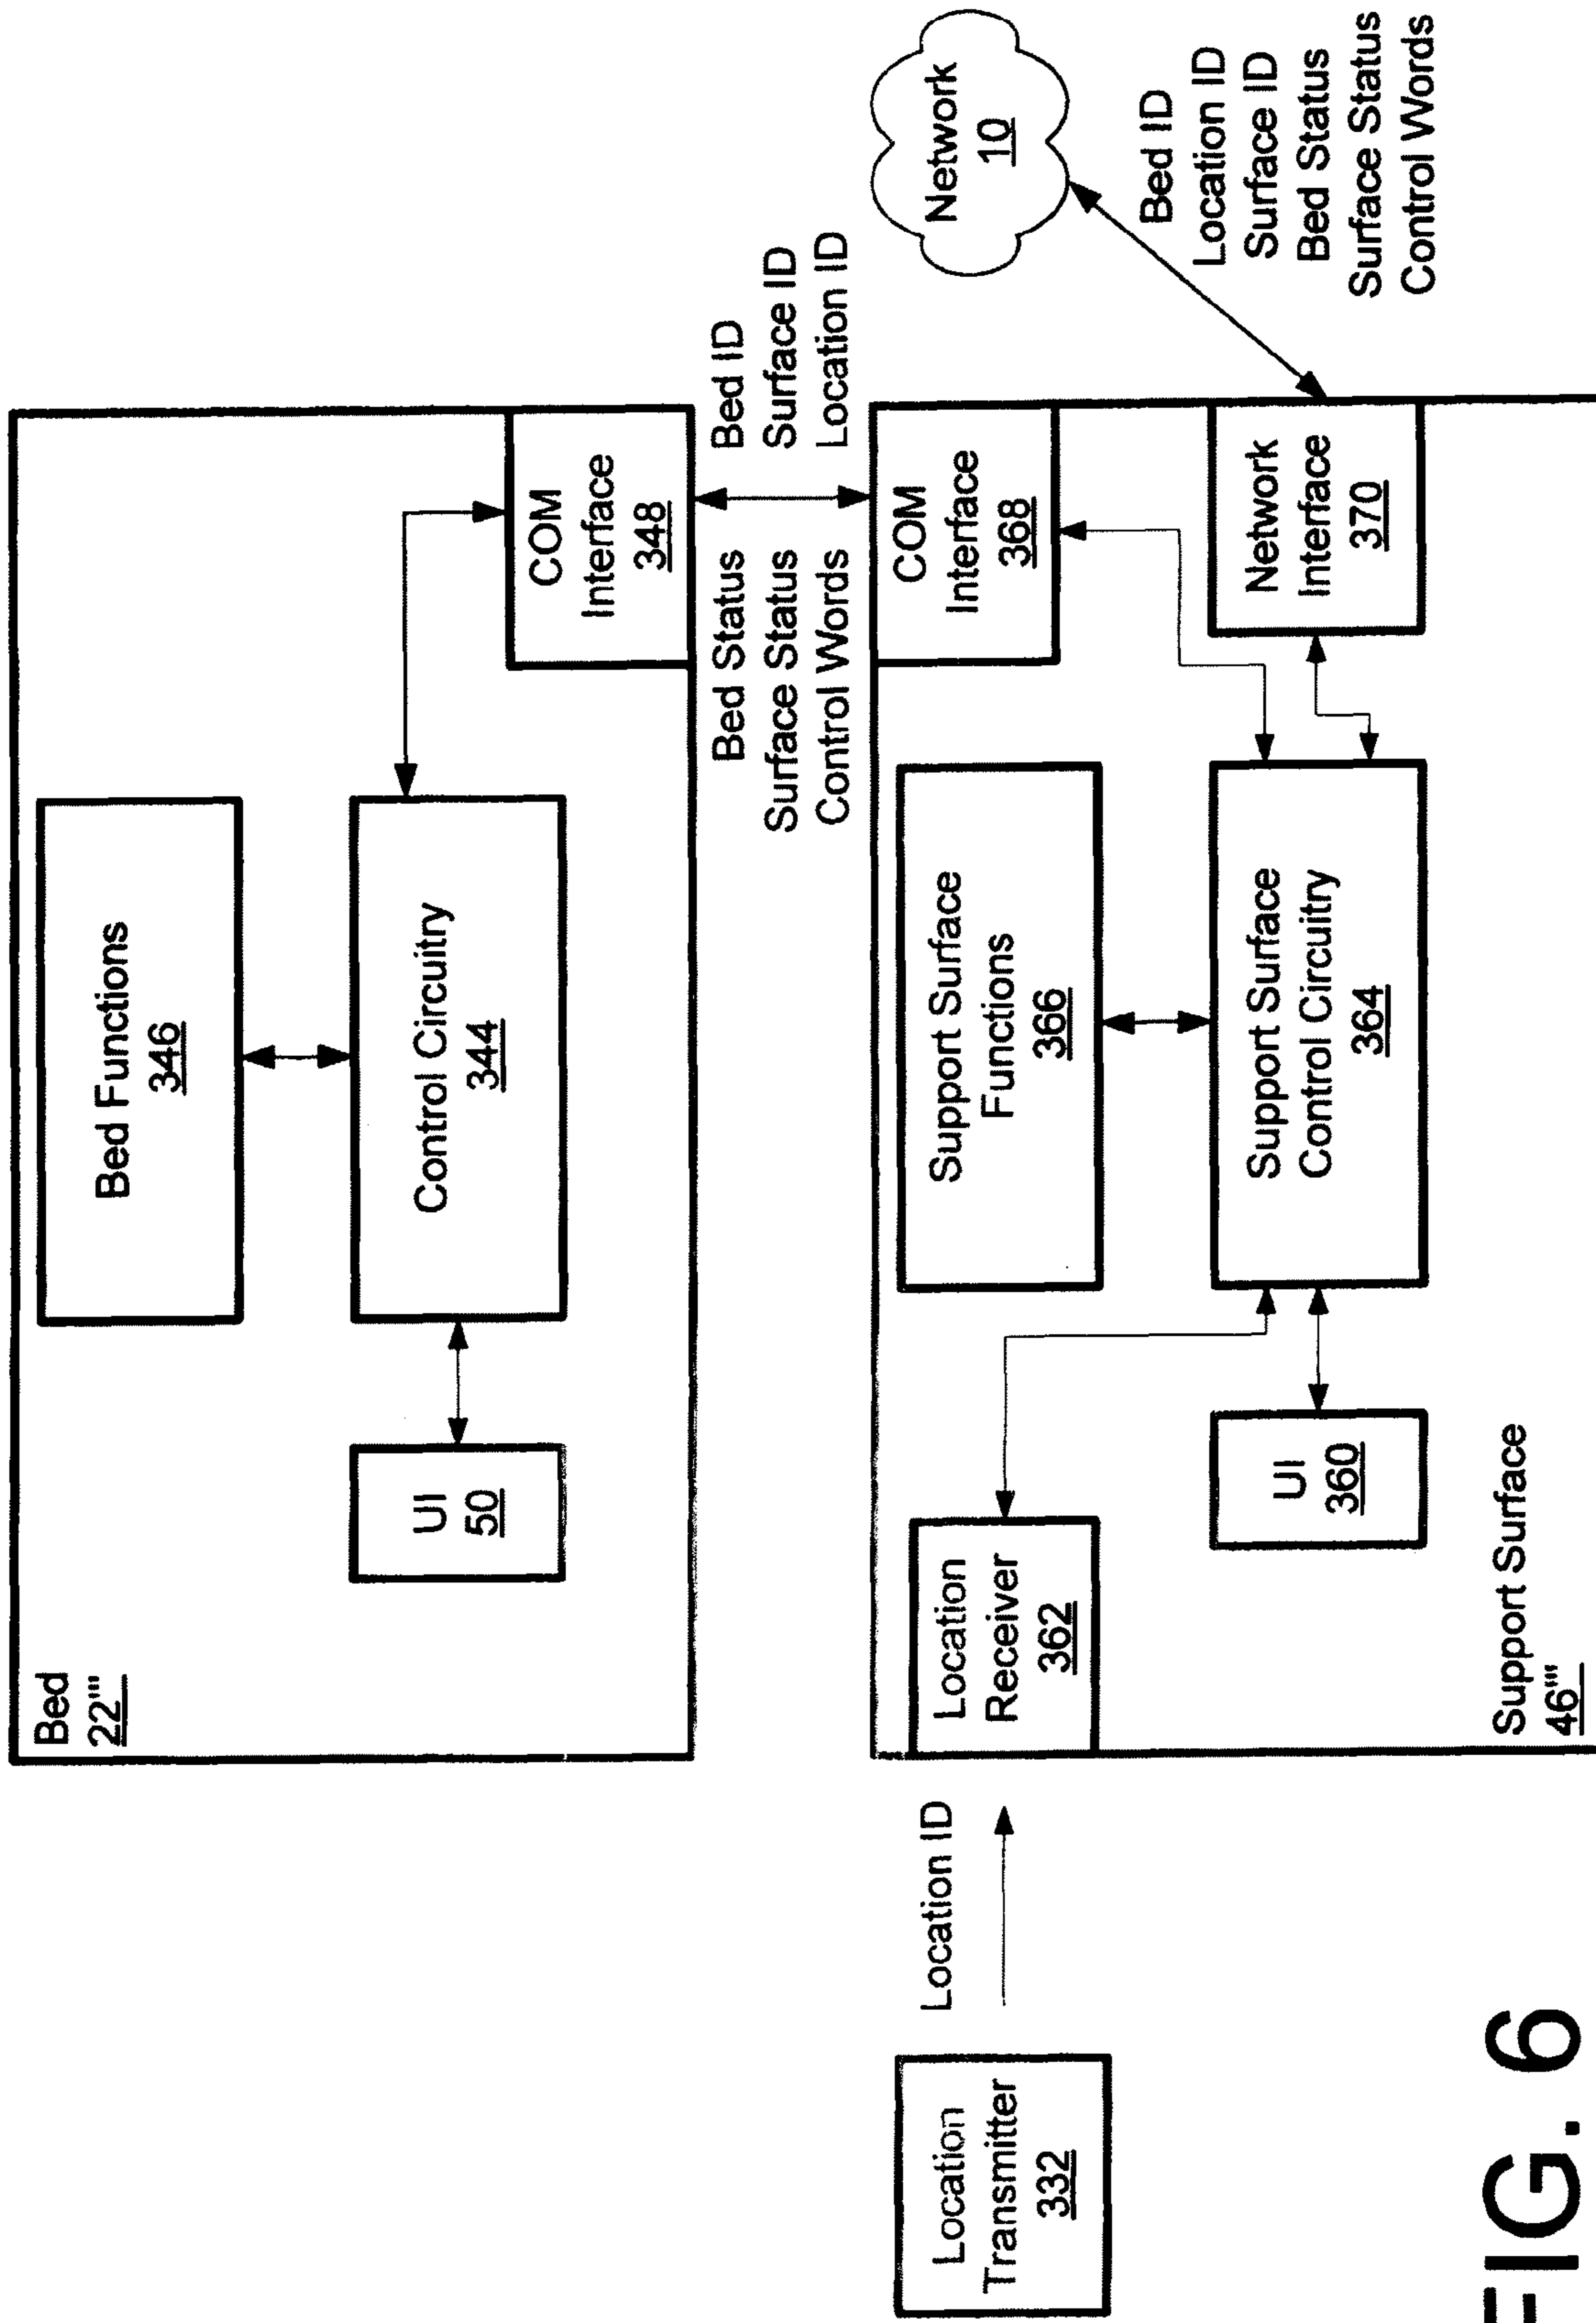 Bed
22'''
Bed Functions
346
UI
50
Control Circuitry
344
COM
Interface
348
Bed Status
Surface Status
Control Words
Bed ID
Surface ID
Location ID
Location
Transmitter
332
Location ID
Location
Receiver
362
Support Surface
Functions
366
COM
Interface
368
Network
10
UI
360
Support Surface
Control Circuitry
364
Network
Interface
370
Bed ID
Location ID
Surface ID
Bed Status
Surface Status
Control Words
Support Surface
46'''
FIG. 6